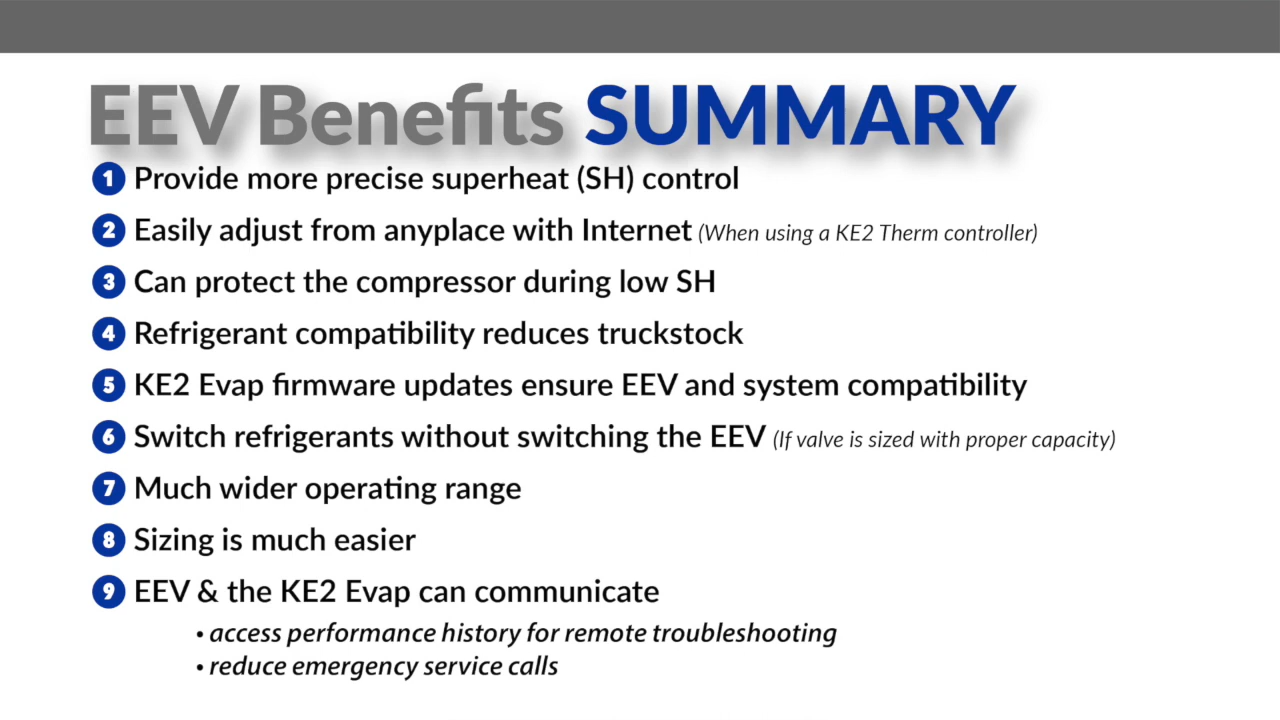 EEV Benefits SUMMARY
1 Provide more precise superheat (SH) control
2 Easily adjust from anyplace with Internet (When using a KE2 Therm controller)
3 Can protect the compressor during low SH
4 Refrigerant compatibility reduces truckstock
5 KE2 Evap firmware updates ensure EEV and system compatibility
6 Switch refrigerants without switching the EEV (If valve is sized with proper capacity)
7 Much wider operating range
8 Sizing is much easier
9 EEV & the KE2 Evap can communicate
• access performance history for remote troubleshooting
• reduce emergency service calls